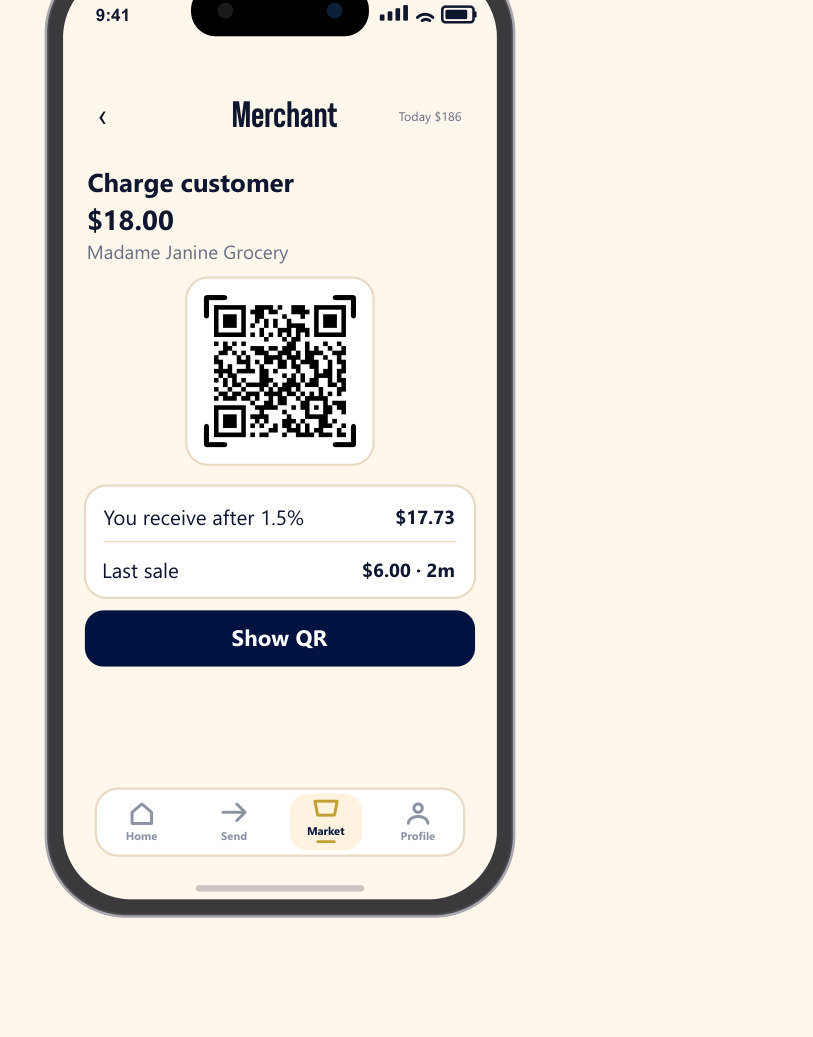 9:41
‹ Merchant Today $186
Charge customer
$18.00
Madame Janine Grocery
You receive after 1.5% $17.73
Last sale $6.00 · 2m
Show QR
Home Send Market Profile